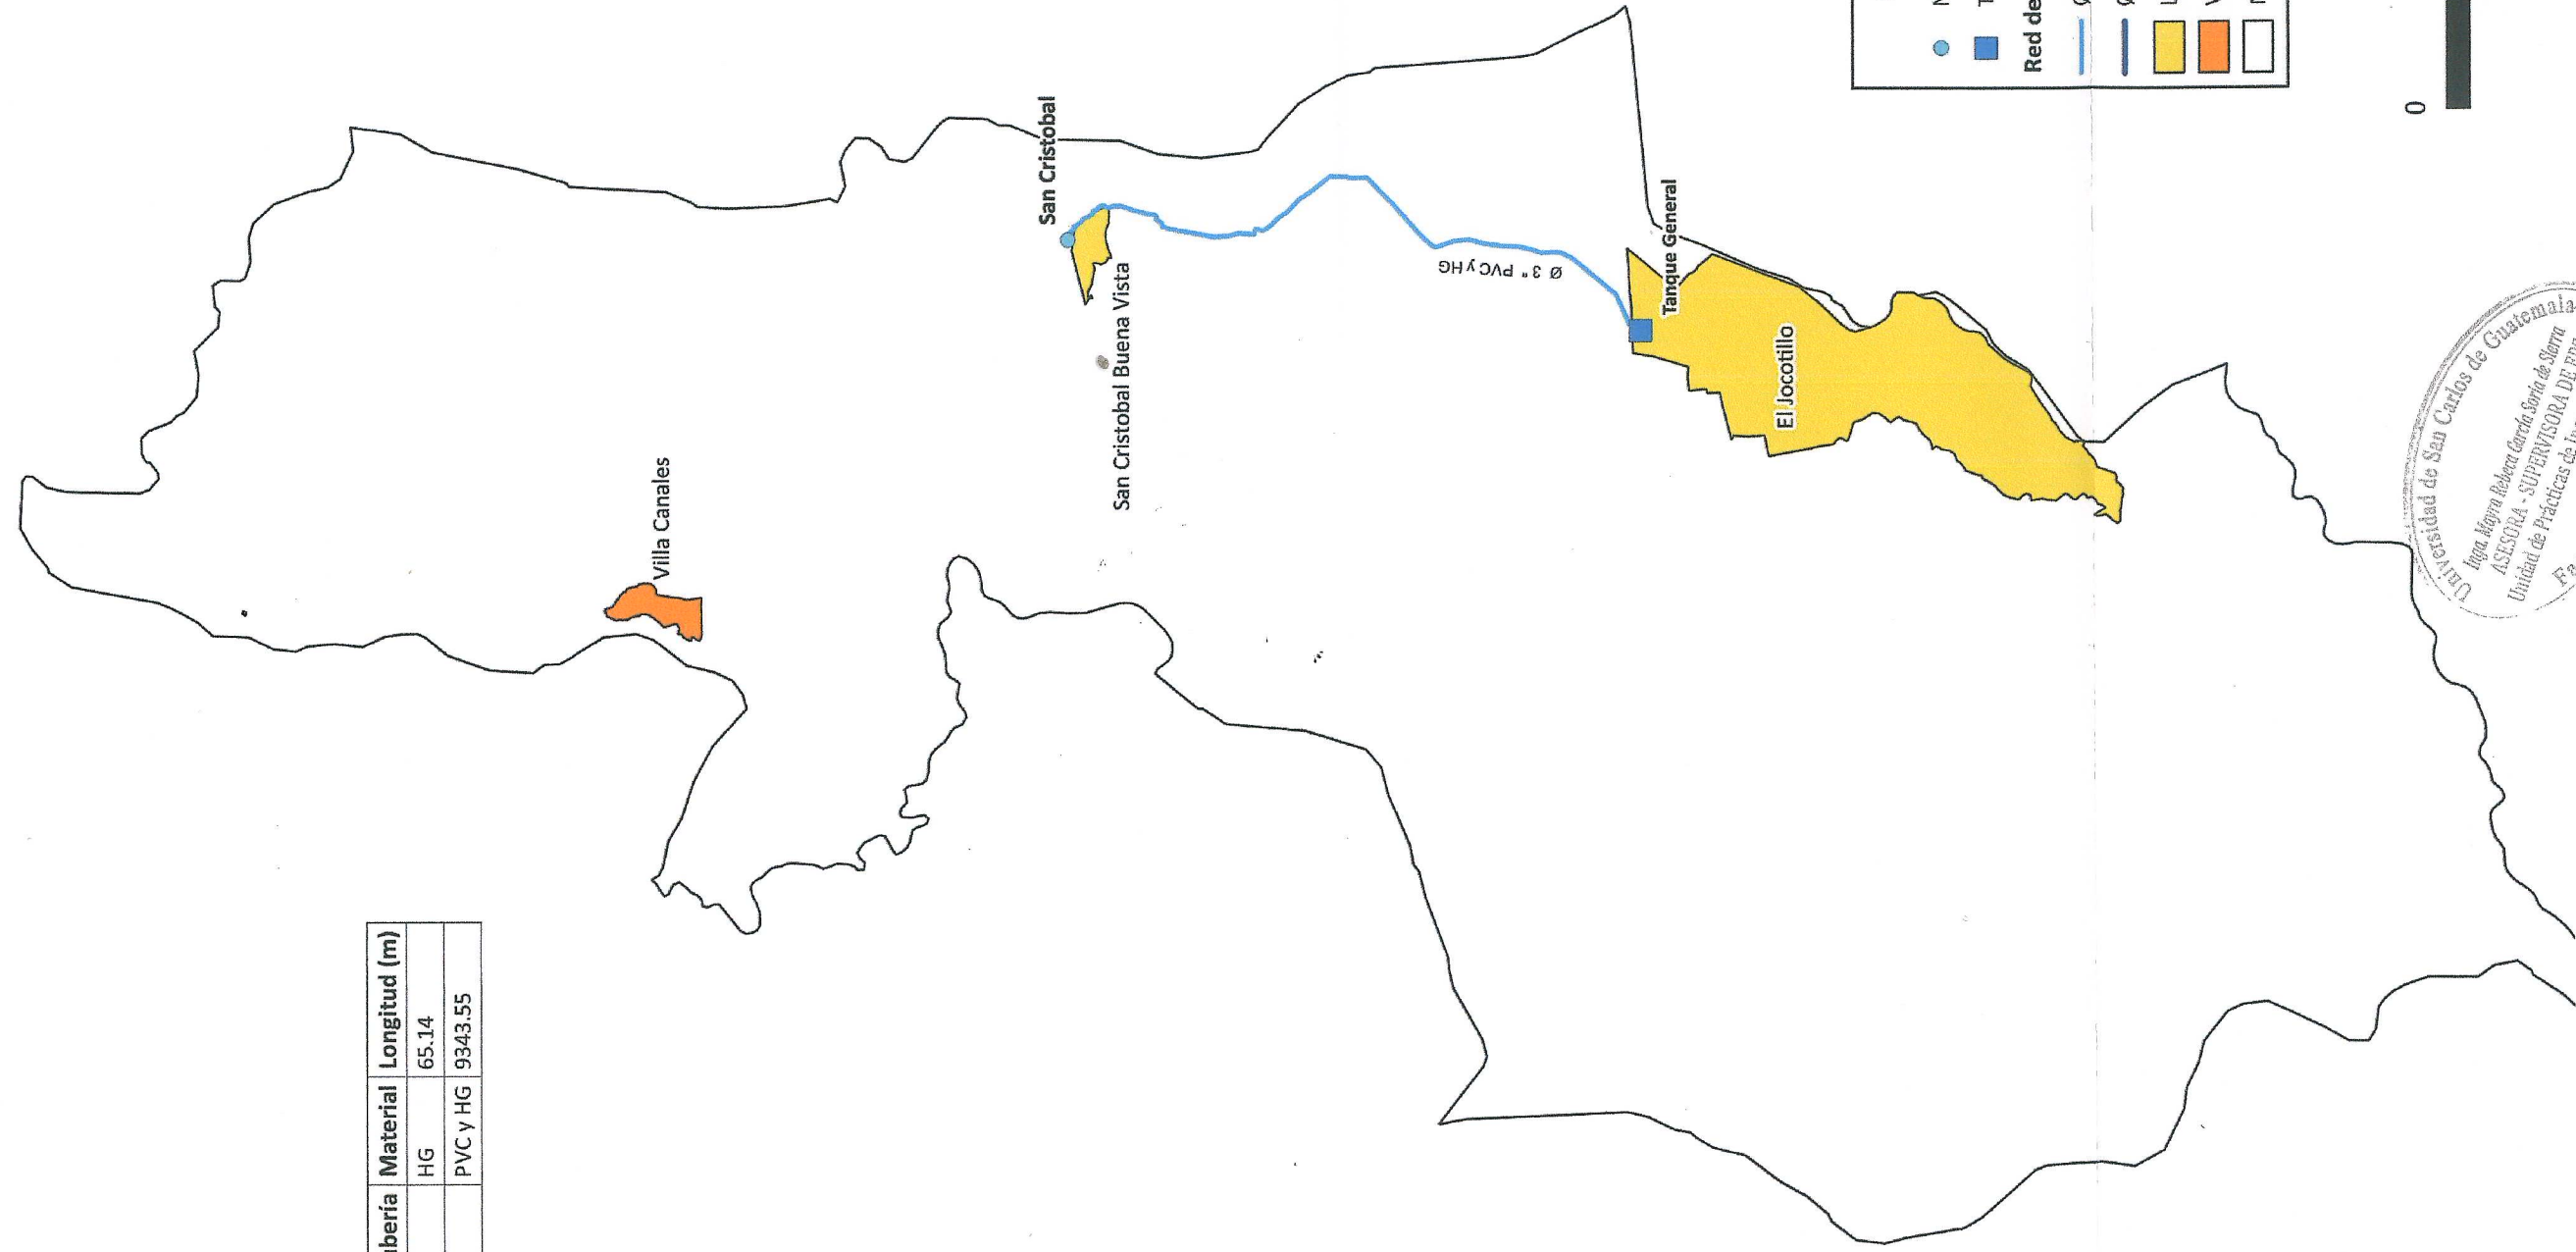 Material Longitud (m)
HG 65.14
PVC y HG 9343.55
Villa Canales
San Cristobal
San Cristobal Buena Vista
Ø 3" PVC y HG
Tanque General
El Jocotillo
Red de
0
Universidad de San Carlos de Guatemala
Inga. Mayra Rebeca García Soria de Sierra
ASESORA - SUPERVISORA DE
Unidad de Prácticas de